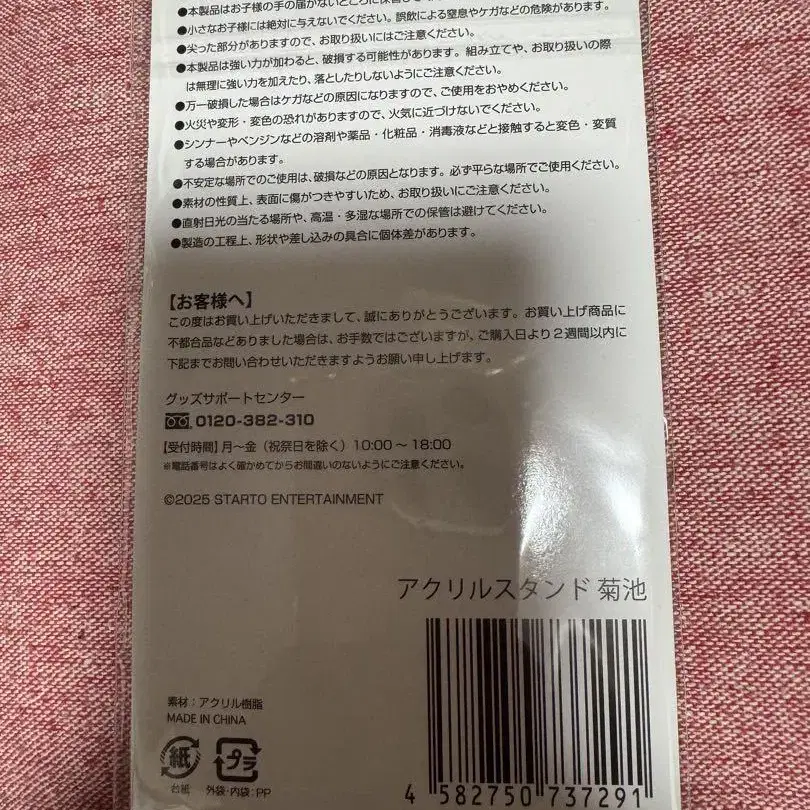 ●本製品はお子様の手の届かないところに保管して
●小さなお子様には絶対に与えないでください。誤飲による窒息やケガなどの危険があります。
●尖った部分がありますので、お取り扱いにはご注意ください。
●本製品は強い力が加わると、破損する可能性があります。組み立てや、お取り扱いの際
は無理に強い力を加えたり、落としたりしないようにご注意ください。
●万一破損した場合はケガなどの原因になりますので、ご使用をおやめください。
●火災や変形・変色の恐れがありますので、火気に近づけないでください。
●シンナーやベンジンなどの溶剤や薬品・化粧品・消毒液などと接触すると変色・変質
する場合があります。
●不安定な場所でのご使用は、破損などの原因となります。必ず平らな場所でご使用ください。
●素材の性質上、表面に傷がつきやすいため、お取り扱いにご注意ください。
●直射日光の当たる場所や、高温・多湿な場所での保管は避けてください。
●製造の工程上、形状や差し込みの具合に個体差があります。
【お客様へ】
この度はお買い上げいただきまして、誠にありがとうございます。お買い上げ商品に
不都合品などありました場合は、お手数ではございますが、ご購入日より2週間以内に
下記までお問い合わせいただきますようお願い申し上げます。
グッズサポートセンター
0120-382-310
【受付時間】月～金（祝祭日を除く）10:00～18:00
※電話番号はよく確かめてからお間違いのないようにご注意ください。
©2025 STARTO ENTERTAINMENT
アクリルスタンド 菊池
素材：アクリル樹脂
MADE IN CHINA
紙 プラ
台紙 外袋・内袋：PP
4 582750 737291